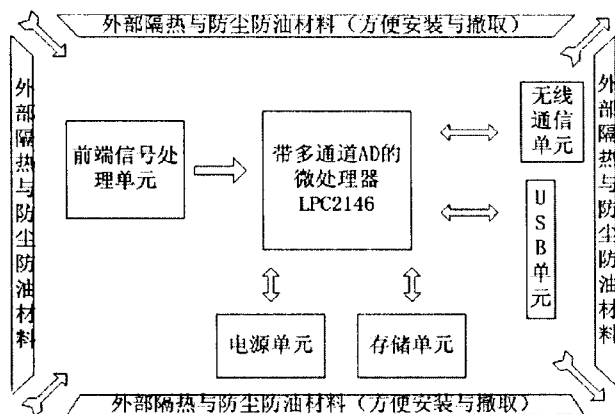 外部隔热与防尘防油材料（方便安装与撤取）
外部隔热与防尘防油材料
前端信号处
理单元
带多通道AD的
微处理器
LPC2146
无线
通信
单元
USB单元
外部隔热与防尘防油材料
电源单元
存储单元
外部隔热与防尘防油材料（方便安装与撤取）